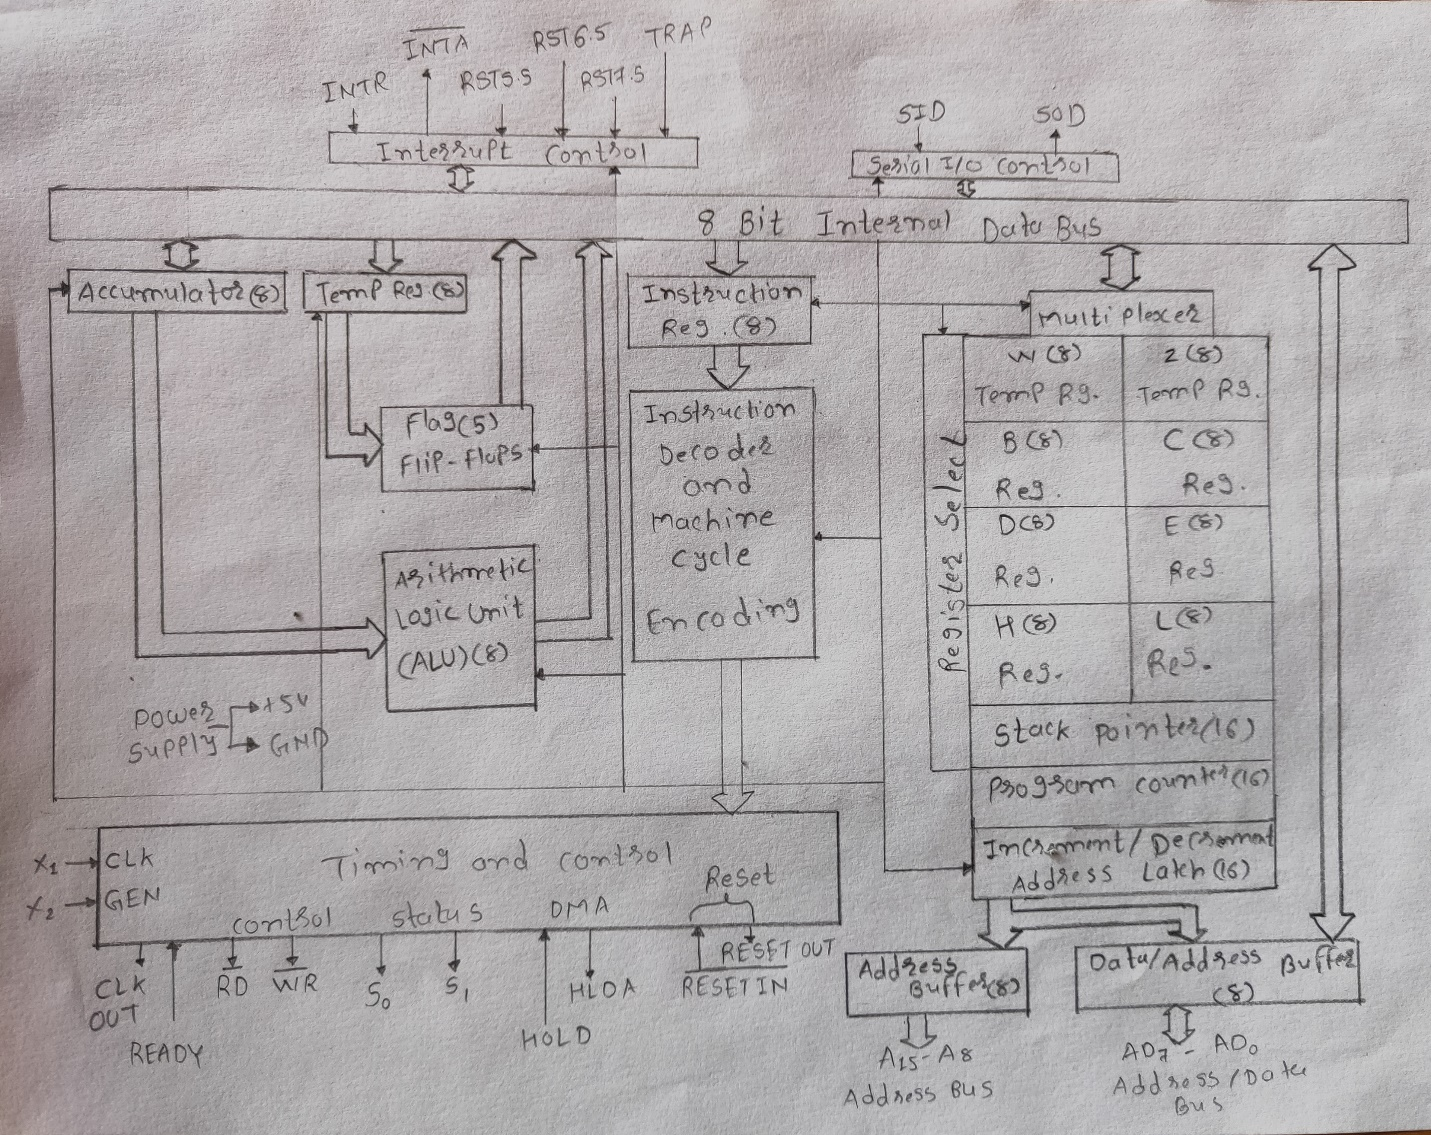 INTR
INTA
RST5.5
RST6.5
RST7.5
TRAP
Interrupt Control
SID
SOD
Serial I/O Control
8 Bit Internal Data Bus
Accumulator(8)
Temp Reg.(8)
Instruction
Reg. (8)
Multiplexer
Flag(5)
Flip-Flops
Instruction
Decoder
and
Machine
Cycle
Encoding
Arithmetic
Logic Unit
(ALU)(8)
Power
Supply
+5V
GND
Register Select
W(8)
Temp Rg.
Z(8)
Temp Rg.
B(8)
Reg.
C(8)
Reg.
D(8)
Reg.
E(8)
Reg
H(8)
Reg.
L(8)
Reg.
Stack pointer(16)
Program counter(16)
Increment/Decrement
Address Latch(16)
X1
CLK
X2
GEN
Timing and control
control
status
DMA
Reset
CLK
OUT
READY
RD
WR
S0
S1
HOLD
HLDA
RESET IN
RESET OUT
Address
Buffer(8)
Data/Address Buffer
(8)
A15-A8
Address Bus
AD7 - AD0
Address/Data
Bus